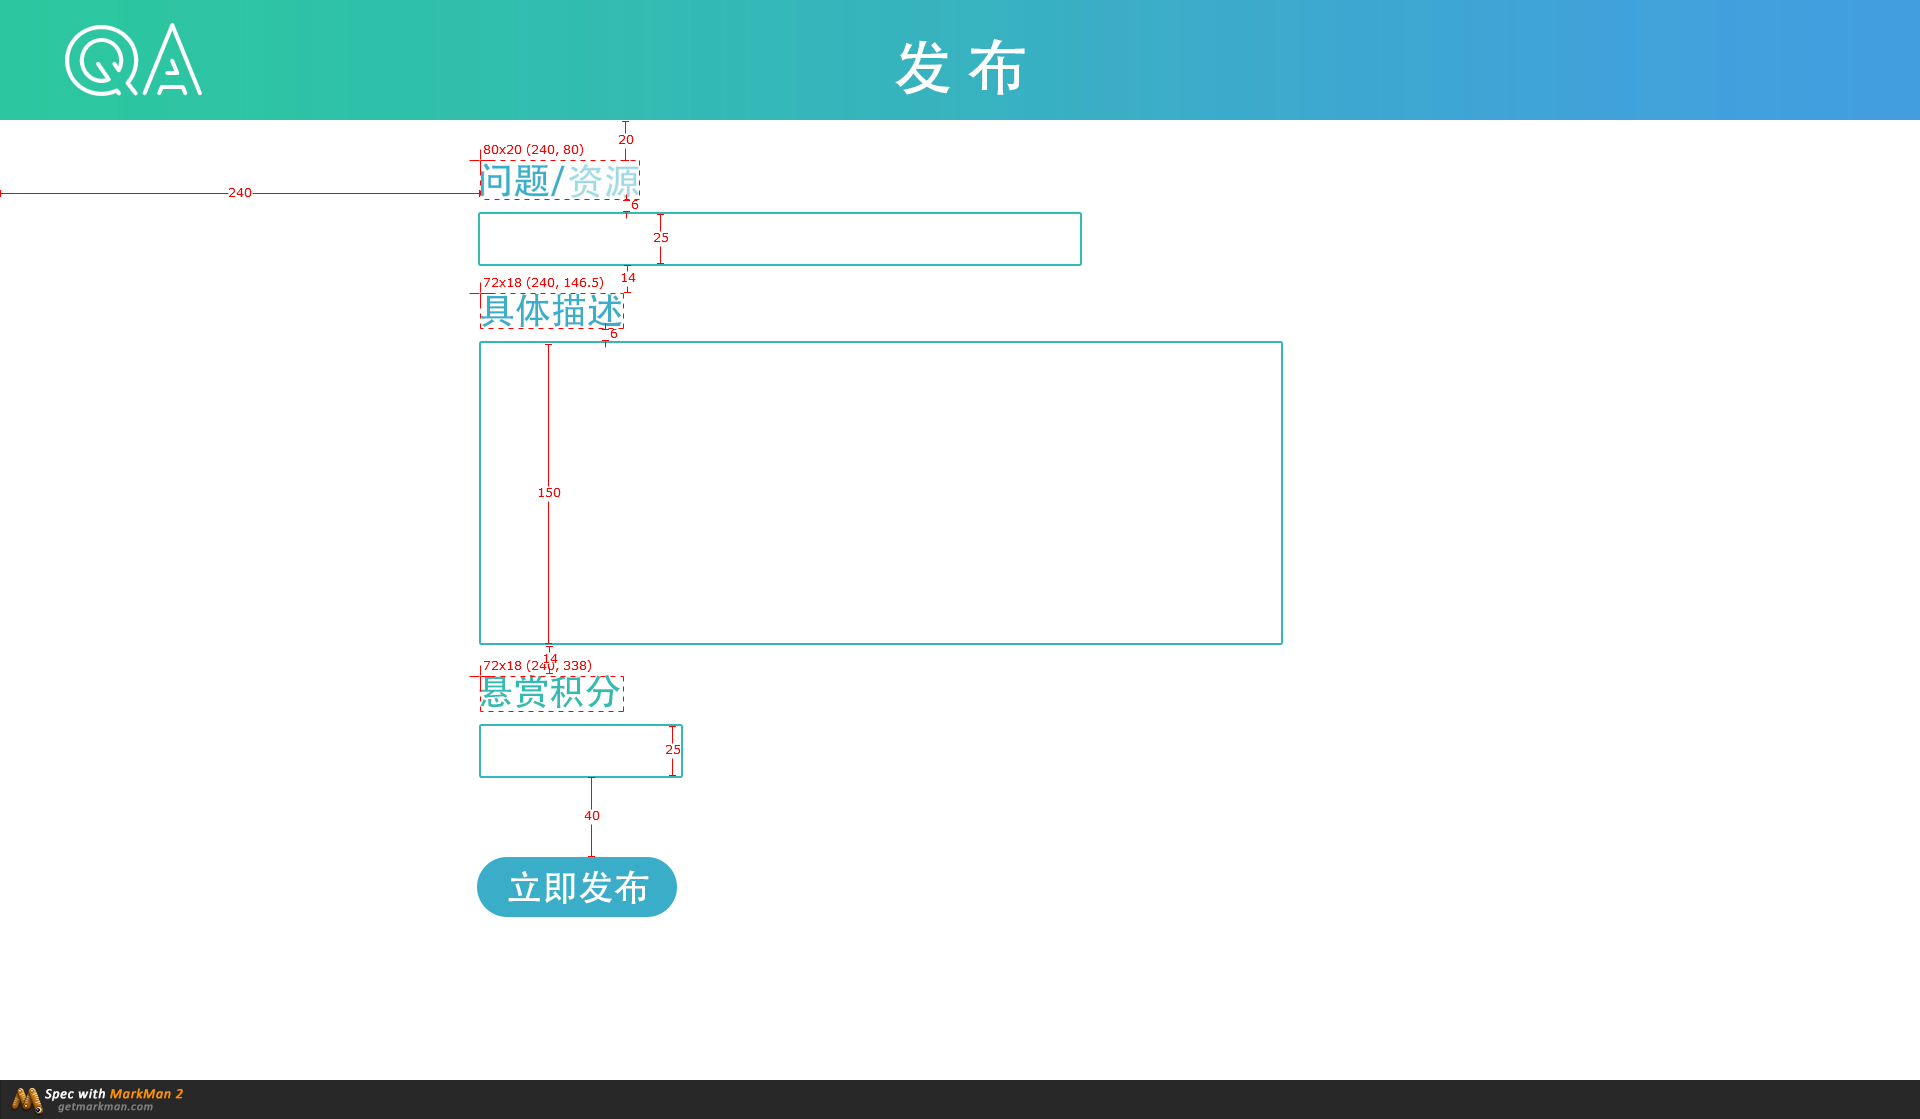 QA
发布
20
80x20 (240, 80)
问题/资源
240
6
25
14
72x18 (240, 146.5)
具体描述
6
150
14
72x18 (240, 338)
悬赏积分
25
40
立即发布
Spec with MarkMan 2
getmarkman.com